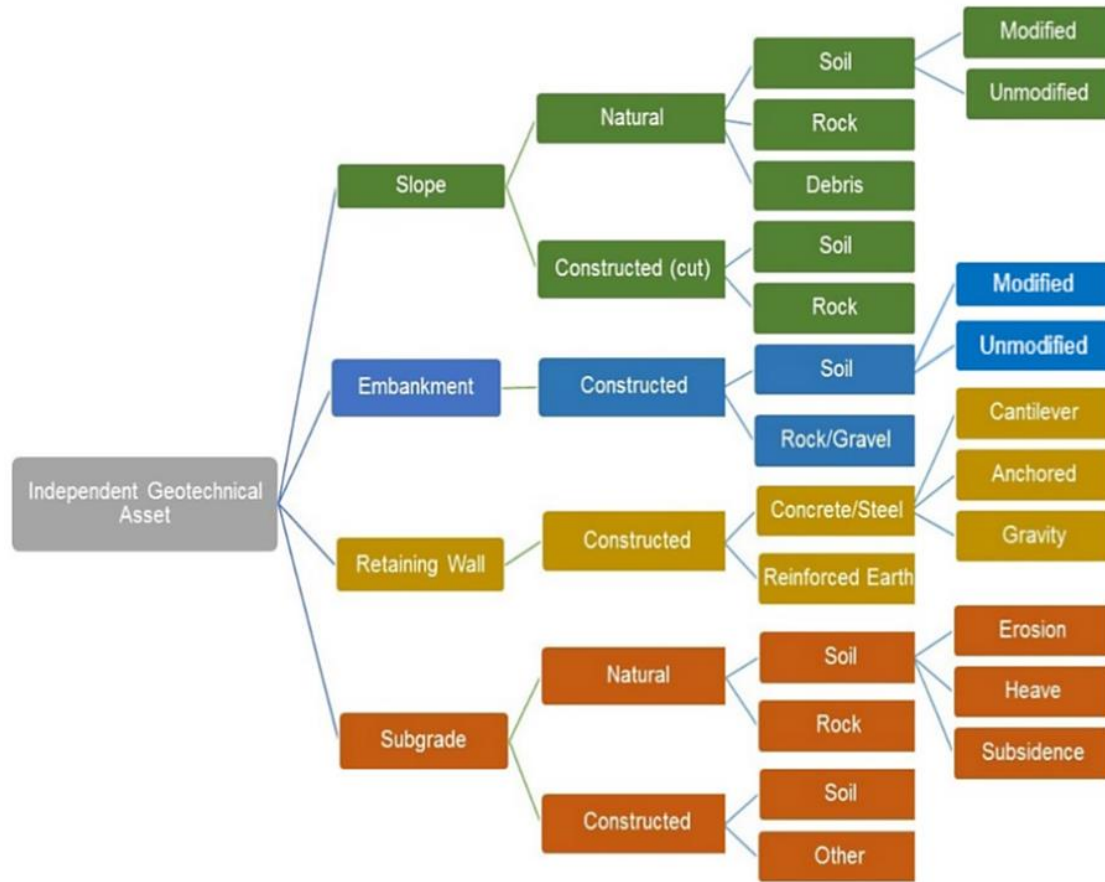 Independent Geotechnical
Asset
Slope
Natural
Soil
Modified
Unmodified
Rock
Debris
Constructed (cut)
Soil
Rock
Embankment
Constructed
Soil
Modified
Unmodified
Rock/Gravel
Retaining Wall
Constructed
Concrete/Steel
Cantilever
Anchored
Gravity
Reinforced Earth
Subgrade
Natural
Soil
Erosion
Heave
Subsidence
Rock
Constructed
Soil
Other